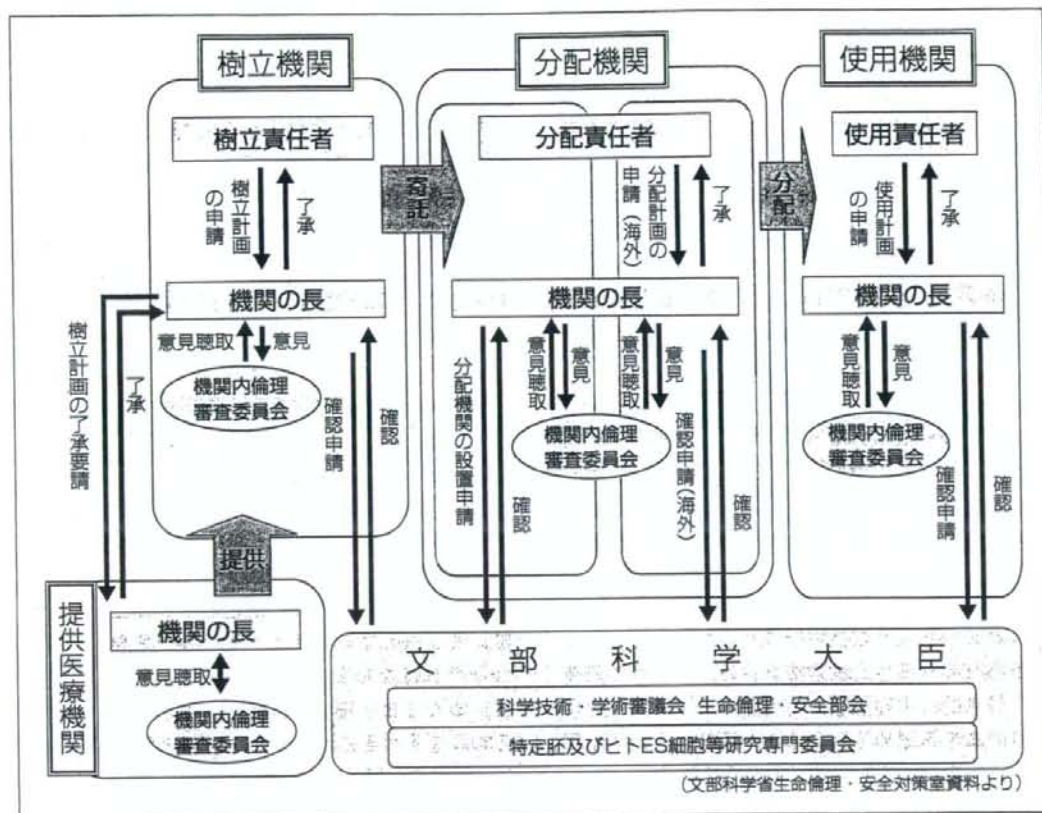 樹立機関
樹立責任者
樹立計画
の申請
了承
機関の長
意見聴取
意見
機関内倫理
審査委員会
確認申請
確認
樹立計画の了承要請
了承
提供
提供医療機関
機関の長
意見聴取
機関内倫理
審査委員会
寄託
分配機関
分配責任者
分配計画の
申請（海外）
了承
機関の長
意見聴取
意見
意見聴取
意見
機関内倫理
審査委員会
分配機関の設置申請
確認
確認申請（海外）
確認
分配
使用機関
使用責任者
使用計画
の申請
了承
機関の長
意見聴取
意見
機関内倫理
審査委員会
確認申請
確認
文部科学大臣
科学技術・学術審議会 生命倫理・安全部会
特定胚及びヒトES細胞等研究専門委員会
（文部科学省生命倫理・安全対策室資料より）